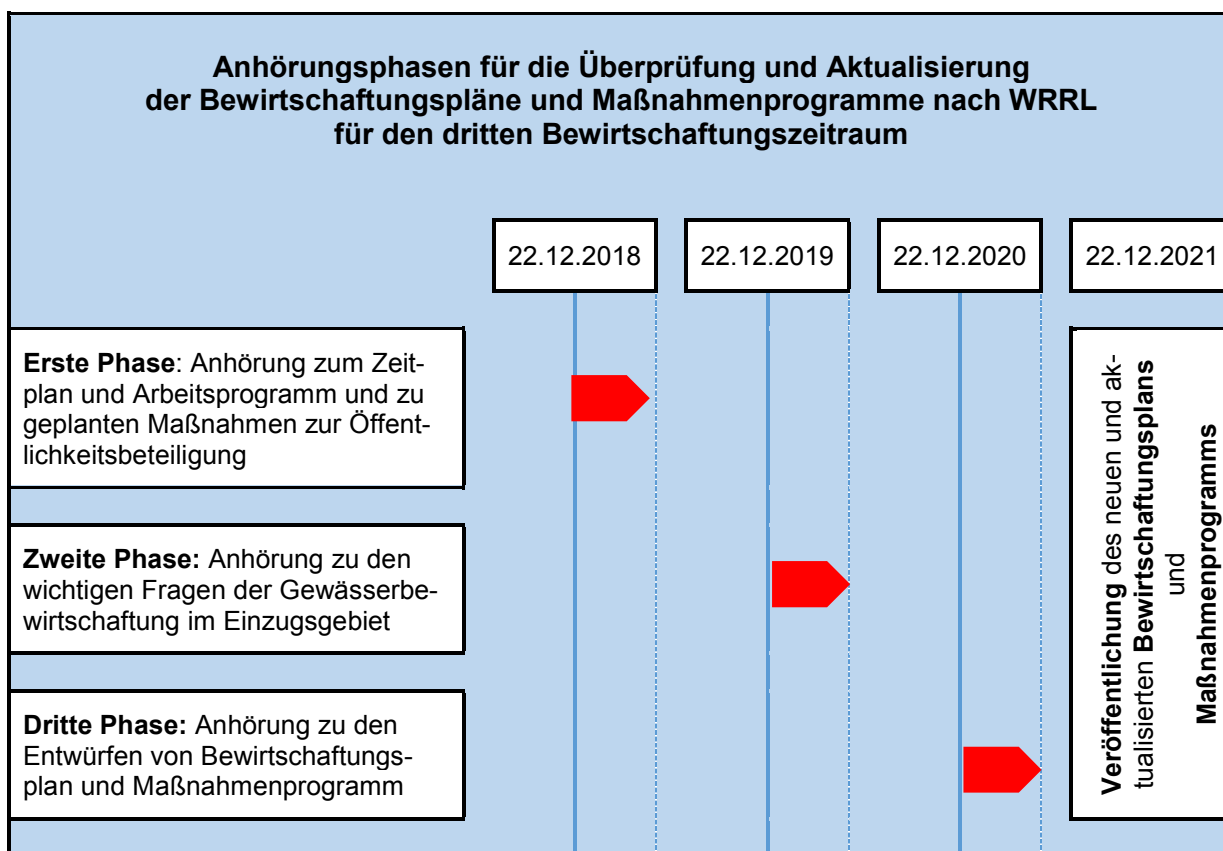 Anhörungsphasen für die Überprüfung und Aktualisierung
der Bewirtschaftungspläne und Maßnahmenprogramme nach WRRL
für den dritten Bewirtschaftungszeitraum
22.12.2018
22.12.2019
22.12.2020
22.12.2021
Erste Phase: Anhörung zum Zeit-
plan und Arbeitsprogramm und zu
geplanten Maßnahmen zur Öffent-
lichkeitsbeteiligung
Zweite Phase: Anhörung zu den
wichtigen Fragen der Gewässerbe-
wirtschaftung im Einzugsgebiet
Dritte Phase: Anhörung zu den
Entwürfen von Bewirtschaftungs-
plan und Maßnahmenprogramm
Veröffentlichung des neuen und ak-
tualisierten Bewirtschaftungsplans
und
Maßnahmenprogramms